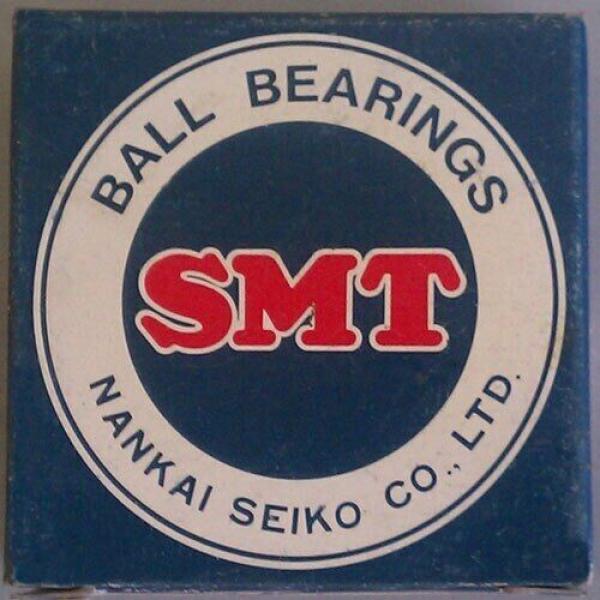 BALL BEARINGS
SMT
NANKAI SEIKO CO., LTD.